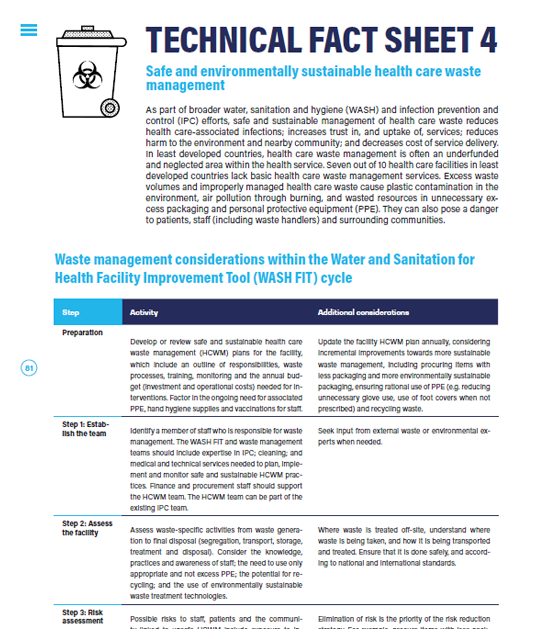 TECHNICAL FACT SHEET 4
Safe and environmentally sustainable health care waste
management
As part of broader water, sanitation and hygiene (WASH) and infection prevention and
control (IPC) efforts, safe and sustainable management of health care waste reduces
health care-associated infections; increases trust in, and uptake of, services; reduces
harm to the environment and nearby community; and decreases cost of service delivery.
In least developed countries, health care waste management is often an underfunded
and neglected area within the health service. Seven out of 10 health care facilities in least
developed countries lack basic health care waste management services. Excess waste
volumes and improperly managed health care waste cause plastic contamination in the
environment, air pollution through burning, and wasted resources in unnecessary ex-
cess packaging and personal protective equipment (PPE). They can also pose a danger
to patients, staff (including waste handlers) and surrounding communities.
Waste management considerations within the Water and Sanitation for
Health Facility Improvement Tool (WASH FIT) cycle
Step Activity Additional considerations
Preparation
Develop or review safe and sustainable health care
waste management (HCWM) plans for the facility,
which include an outline of responsibilities, waste
processes, training, monitoring and the annual bud-
get (investment and operational costs) needed for in-
terventions. Factor in the ongoing need for associated
PPE, hand hygiene supplies and vaccinations for staff.
Update the facility HCWM plan annually, considering
incremental improvements towards more sustainable
waste management, including procuring items with
less packaging and more environmentally sustainable
packaging, ensuring rational use of PPE (e.g. reducing
unnecessary glove use, use of foot covers when not
prescribed) and recycling waste.
81
Step 1: Estab-
lish the team
Identify a member of staff who is responsible for waste
management. The WASH FIT and waste management
teams should include expertise in IPC; cleaning; and
medical and technical services needed to plan, imple-
ment and monitor safe and sustainable HCWM prac-
tices. Finance and procurement staff should support
the HCWM team. The HCWM team can be part of the
existing IPC team.
Seek input from external waste or environmental ex-
perts when needed.
Step 2: Assess
the facility
Assess waste-specific activities from waste genera-
tion to final disposal (segregation, transport, storage,
treatment and disposal). Consider the knowledge,
practices and awareness of staff; the need to use only
appropriate and not excess PPE; the potential for re-
cycling; and the use of environmentally sustainable
waste treatment technologies.
Where waste is treated off-site, understand where
waste is being taken, and how it is being transported
and treated. Ensure that it is done safely, and accord-
ing to national and international standards.
Step 3: Risk
assessment
Possible risks to staff, patients and the communi-
Elimination of risk is the priority of the risk reduction